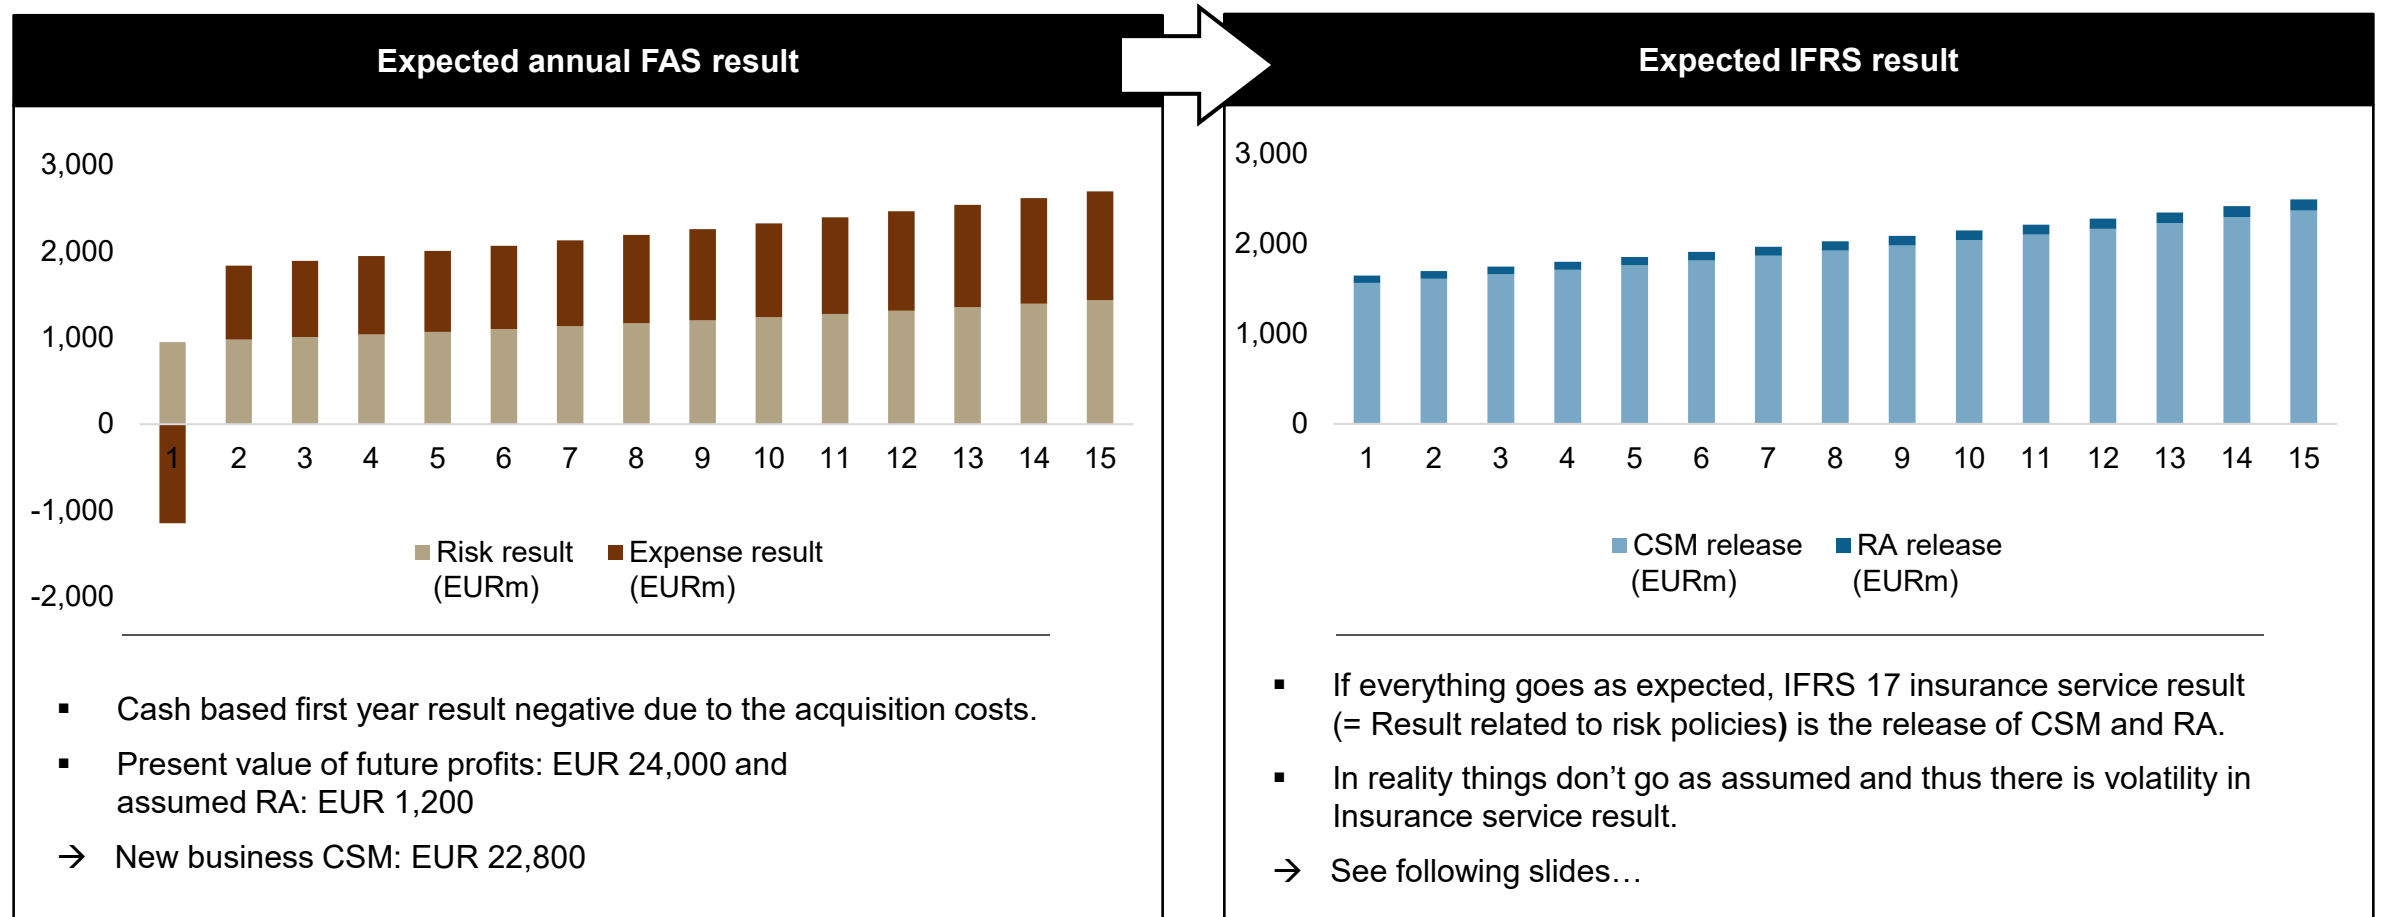 Expected annual FAS result
3,000
2,000
1,000
0
-1,000
-2,000
1 2 3 4 5 6 7 8 9 10 11 12 13 14 15
Risk result (EURm)
Expense result (EURm)
▪ Cash based first year result negative due to the acquisition costs.
▪ Present value of future profits: EUR 24,000 and
assumed RA: EUR 1,200
→ New business CSM: EUR 22,800
Expected IFRS result
3,000
2,000
1,000
0
1 2 3 4 5 6 7 8 9 10 11 12 13 14 15
CSM release (EURm)
RA release (EURm)
▪ If everything goes as expected, IFRS 17 insurance service result
(= Result related to risk policies) is the release of CSM and RA.
▪ In reality things don’t go as assumed and thus there is volatility in
Insurance service result.
→ See following slides…